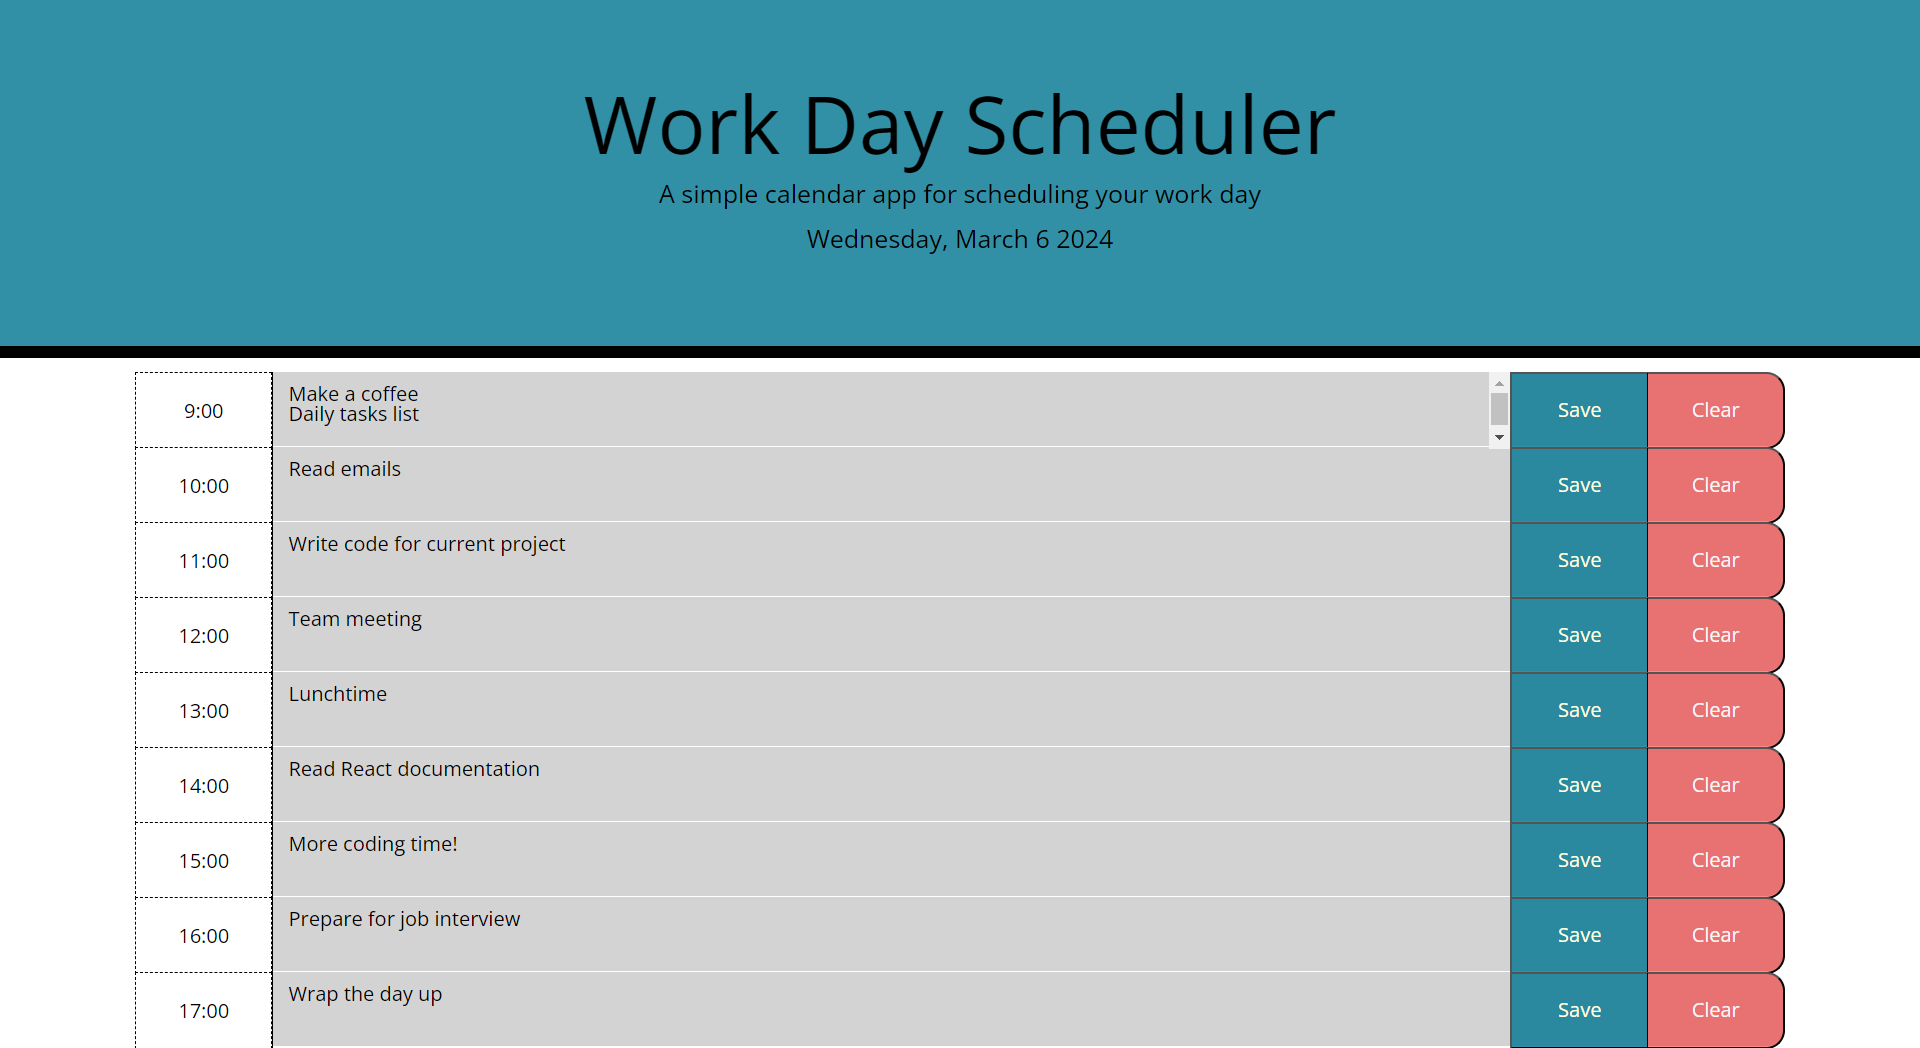 Work Day Scheduler
A simple calendar app for scheduling your work day
Wednesday, March 6 2024
9:00
Make a coffee
Daily tasks list
Save
Clear
10:00
Read emails
Save
Clear
11:00
Write code for current project
Save
Clear
12:00
Team meeting
Save
Clear
13:00
Lunchtime
Save
Clear
14:00
Read React documentation
Save
Clear
15:00
More coding time!
Save
Clear
16:00
Prepare for job interview
Save
Clear
17:00
Wrap the day up
Save
Clear